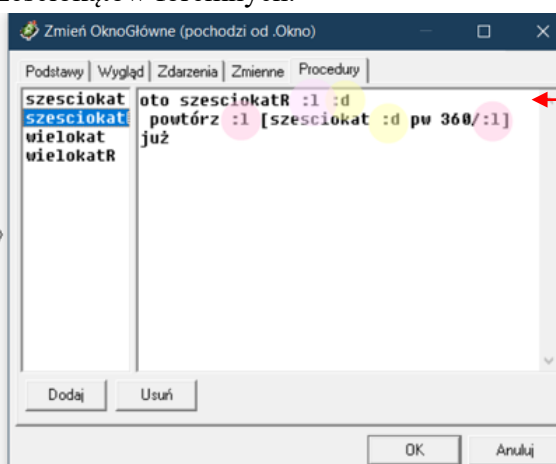 Zmień OknoGłówne (pochodzi od .Okno)
Podstawy Wygląd Zdarzenia Zmienne Procedury
szesciokat
szesciokat
wielokat
wielokatR
oto szesciokatR :l :d
powtórz :l [szesciokat :d pw 360/:l]
już
Dodaj Usuń
OK Anuluj